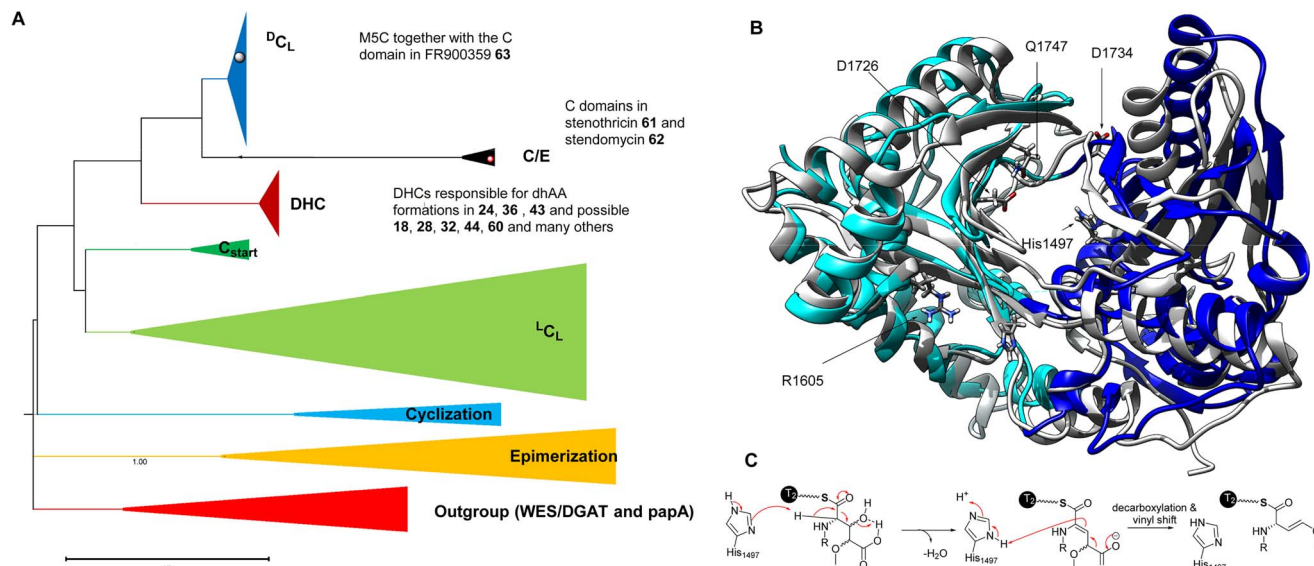 A
DCL
M5C together with the C
domain in FR900359 63
C domains in
stenothricin 61 and
stendomycin 62
C/E
DHC
DHCs responsible for dhAA
formations in 24, 36 , 43 and possible
18, 28, 32, 44, 60 and many others
Cstart
LCL
Cyclization
Epimerization
1.00
Outgroup (WES/DGAT and papA)
B
Q1747
D1734
D1726
His1497
R1605
C
H
N
N
His1497
T2
S
O
H
HN
R
O
H
O
H
O
O
-H2O
H+
N
N
H
His1497
T2
S
O
HN
R
O
O
decarboxylation &
vinyl shift
HN
N
His1497
T2
S
O
HN
R
O